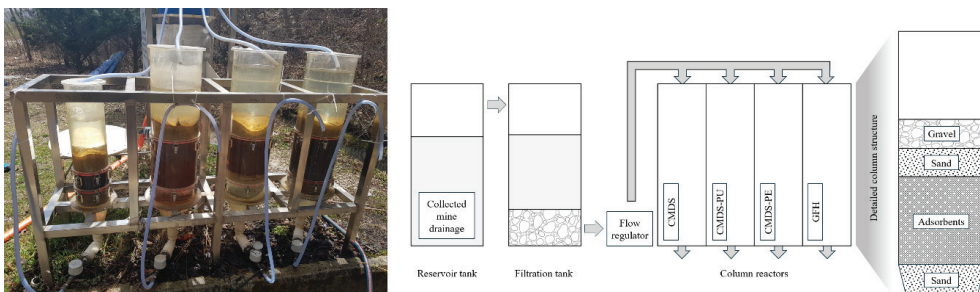 Collected
mine
drainage
Reservoir tank
Filtration tank
Flow
regulator
CMDS
CMDS-PU
CMDS-PE
GFH
Column reactors
Detailed column structure
Gravel
Sand
Adsorbents
Sand